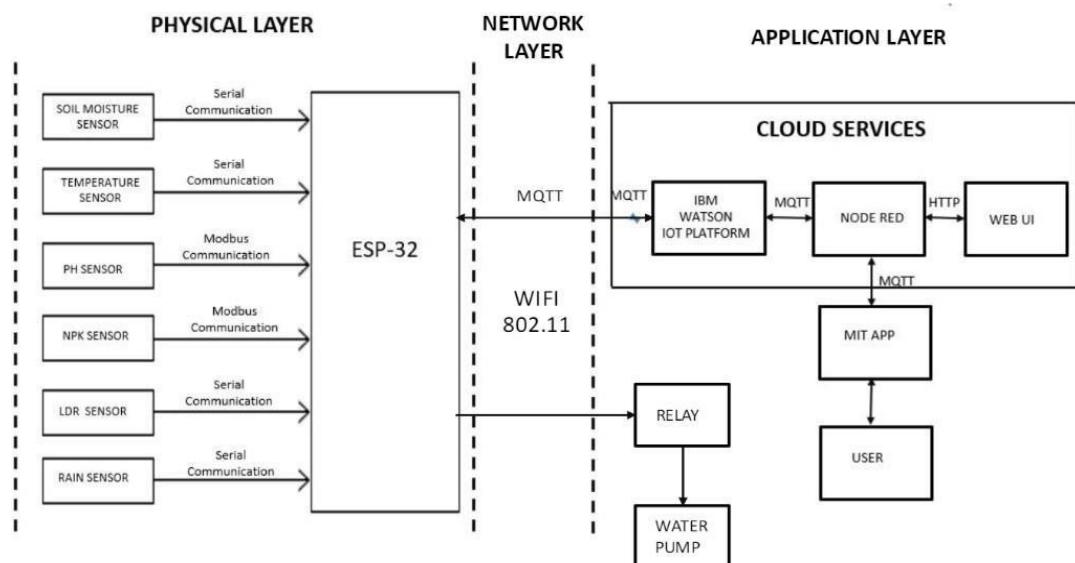 PHYSICAL LAYER
NETWORK
LAYER
APPLICATION LAYER
SOIL MOISTURE
SENSOR
Serial
Communication
TEMPERATURE
SENSOR
Serial
Communication
PH SENSOR
Modbus
Communication
NPK SENSOR
Modbus
Communication
LDR SENSOR
Serial
Communication
RAIN SENSOR
Serial
Communication
ESP-32
MQTT
WIFI
802.11
CLOUD SERVICES
MQTT
IBM
WATSON
IOT PLATFORM
MQTT
NODE RED
HTTP
WEB UI
MQTT
MIT APP
USER
RELAY
WATER
PUMP